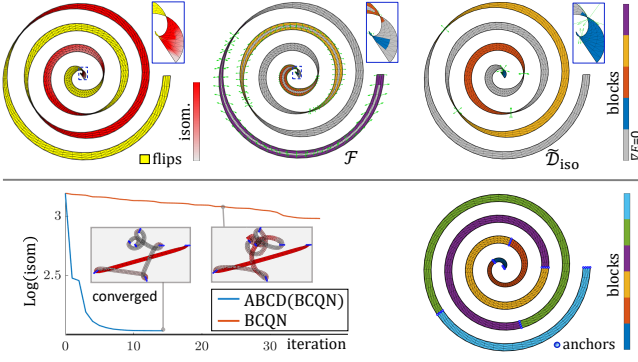 isom.
flips
𝓕
D̃iso
blocks
∇E=0
Log(isom)
3
2.5
converged
ABCD(BCQN)
BCQN
0
10
20
30
iteration
blocks
anchors